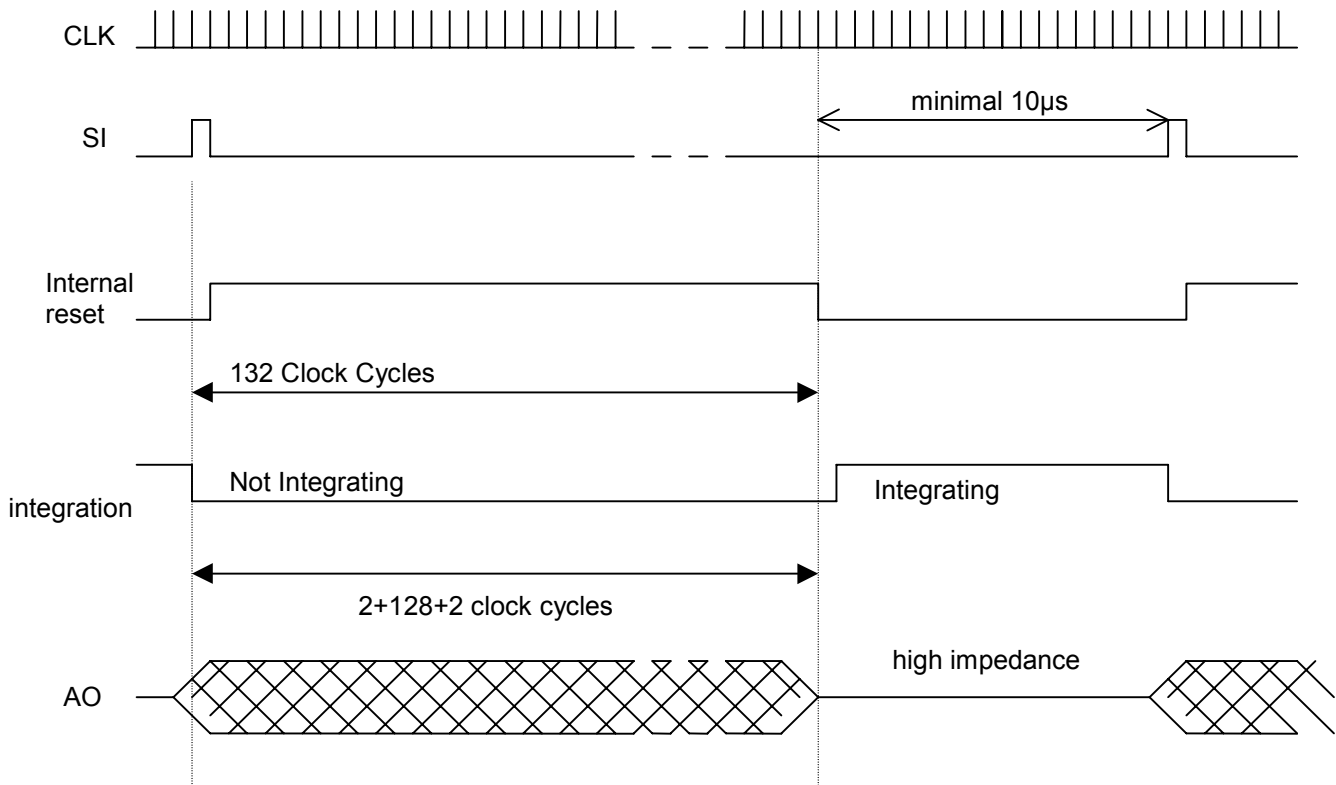 CLK
minimal 10µs
SI
Internal
reset
132 Clock Cycles
Not Integrating
Integrating
integration
2+128+2 clock cycles
high impedance
AO